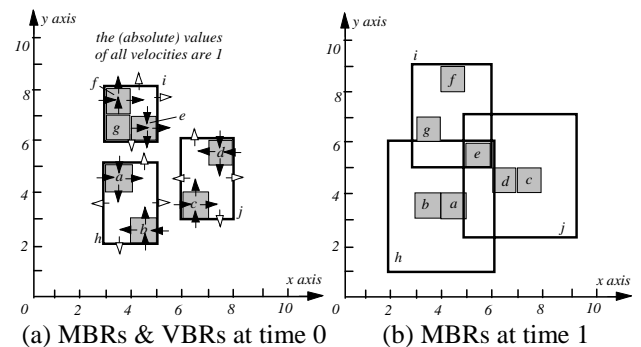 y axis
the (absolute) values
of all velocities are 1
10
8
6
4
2
0
2
4
6
8
10
x axis
f
i
g
e
a
d
c
b
h
j
(a) MBRs & VBRs at time 0
y axis
10
8
6
4
2
0
2
4
6
8
10
x axis
i
f
g
e
d
c
b
a
j
h
(b) MBRs at time 1